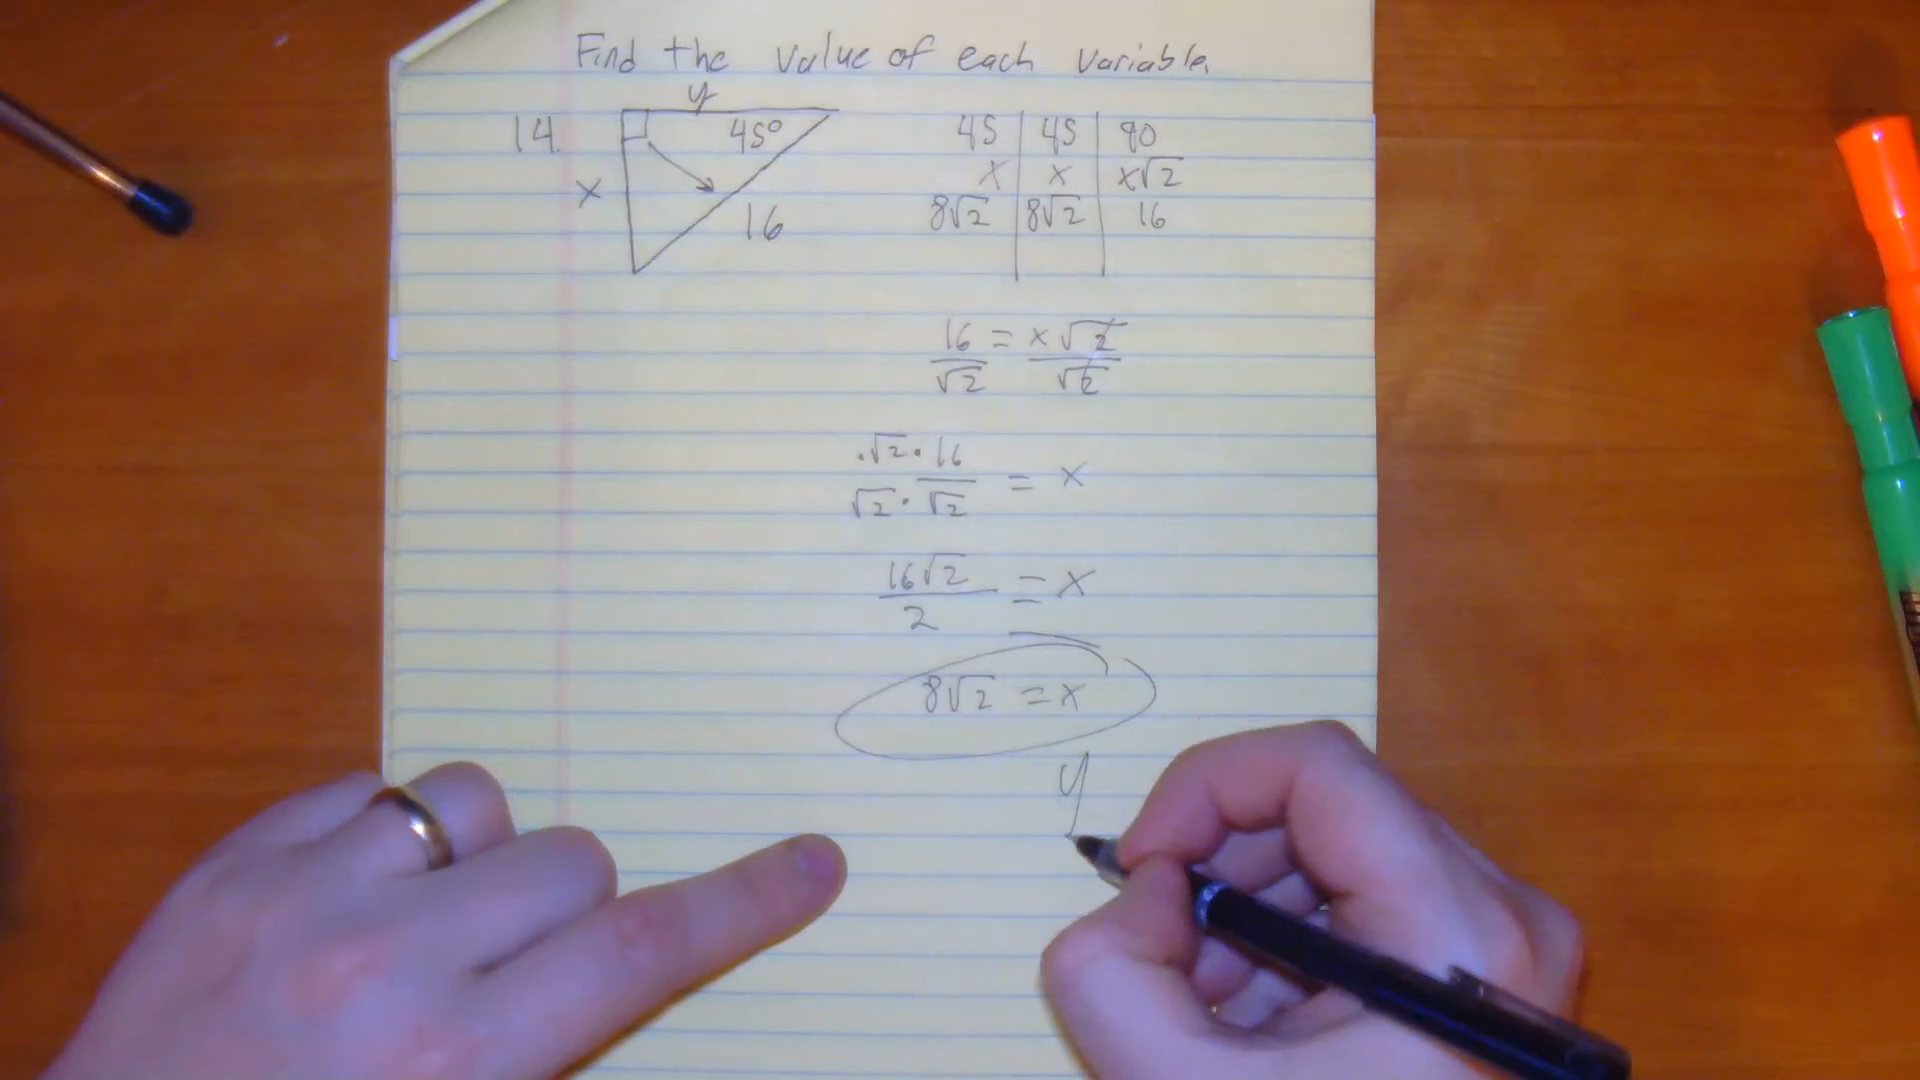 Find the value of each variable.
14.
y
45°
x
16
45 | 45 | 90
x | x | x√2
8√2 | 8√2 | 16
16/√2 = x√2/√2
·√2·16/√2·√2 = x
16√2/2 = x
8√2 = x
y